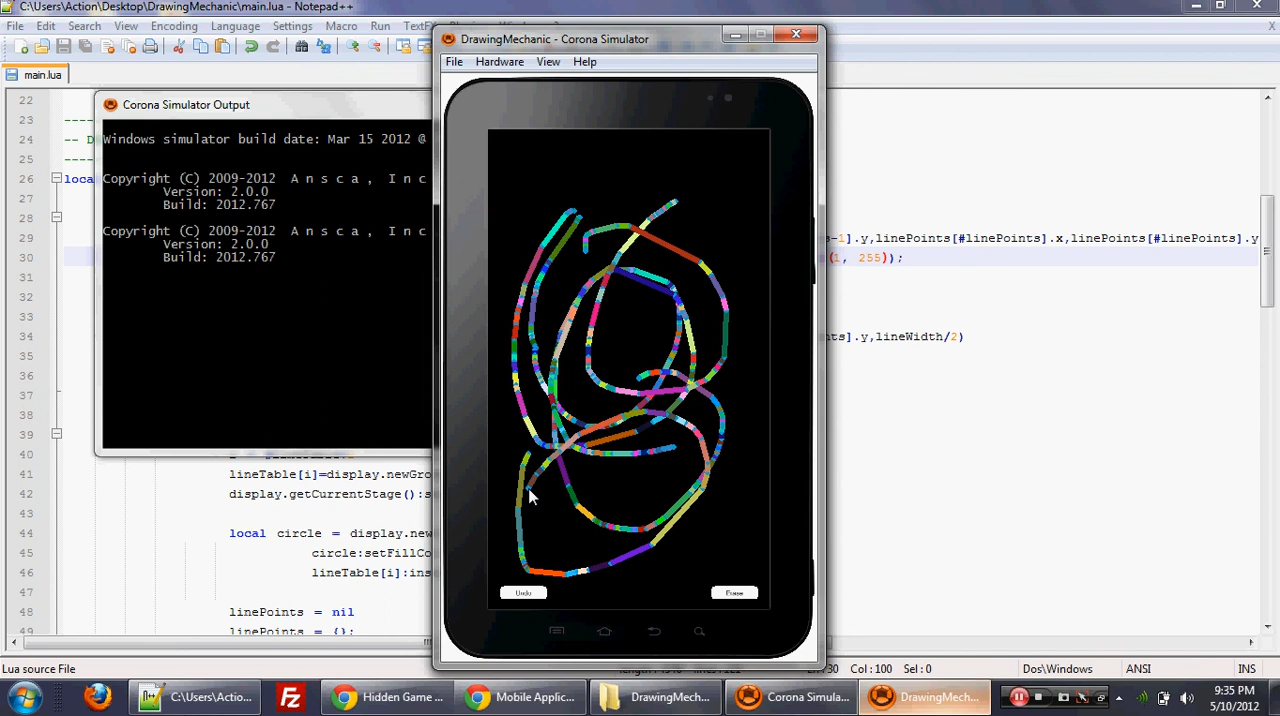 C:\Users\Action\Desktop\DrawingMechanic\main.lua - Notepad++
File Edit Search View Encoding Language Settings Macro Run
main.lua
DrawingMechanic - Corona Simulator
File Hardware View Help
Corona Simulator Output
Windows simulator build date: Mar 15 2012 @
Copyright (C) 2009-2012 A n s c a , I n c
Version: 2.0.0
Build: 2012.767
Copyright (C) 2009-2012 A n s c a , I n c
Version: 2.0.0
Build: 2012.767
22
23
24 -- D
25
26 loca
27
28
29 s-1].y,linePoints[#linePoints].x,linePoints[#linePoints].y
30 (1, 255));
31
32
33
34 nts].y,lineWidth/2)
35
36
37
38
39
40
41 lineTable[i]=display.newGro
42 display.getCurrentStage():s
43
44 local circle = display.new
45 circle:setFillCo
46 lineTable[i]:ins
47
48 linePoints = nil
49 linePoints = {};
Undo
Erase
Lua source File
Col : 100 Sel : 0
Dos\Windows
ANSI
INS
C:\Users\Actio...
Hidden Game ...
Mobile Applic...
DrawingMech...
Corona Simula...
DrawingMech...
9:35 PM
5/10/2012